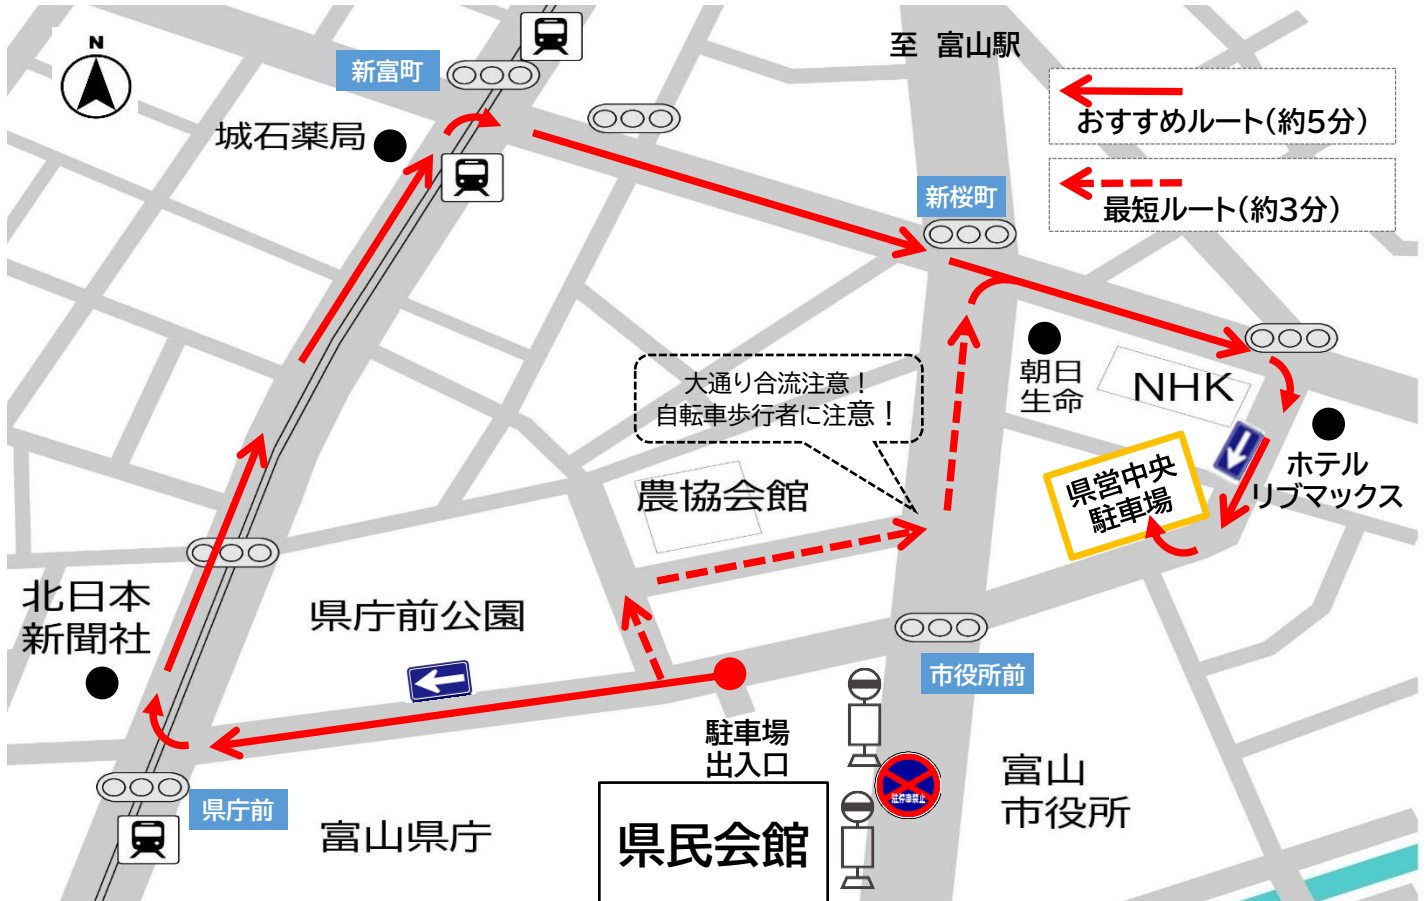 N
新富町
至 富山駅
おすすめルート(約5分)
城石薬局
最短ルート(約3分)
新桜町
大通り合流注意！
自転車歩行者に注意！
朝日
生命
NHK
ホテル
リブマックス
県営中央
駐車場
農協会館
北日本
新聞社
県庁前公園
市役所前
駐車場
出入口
富山
市役所
駐停車禁止
県庁前
富山県庁
県民会館